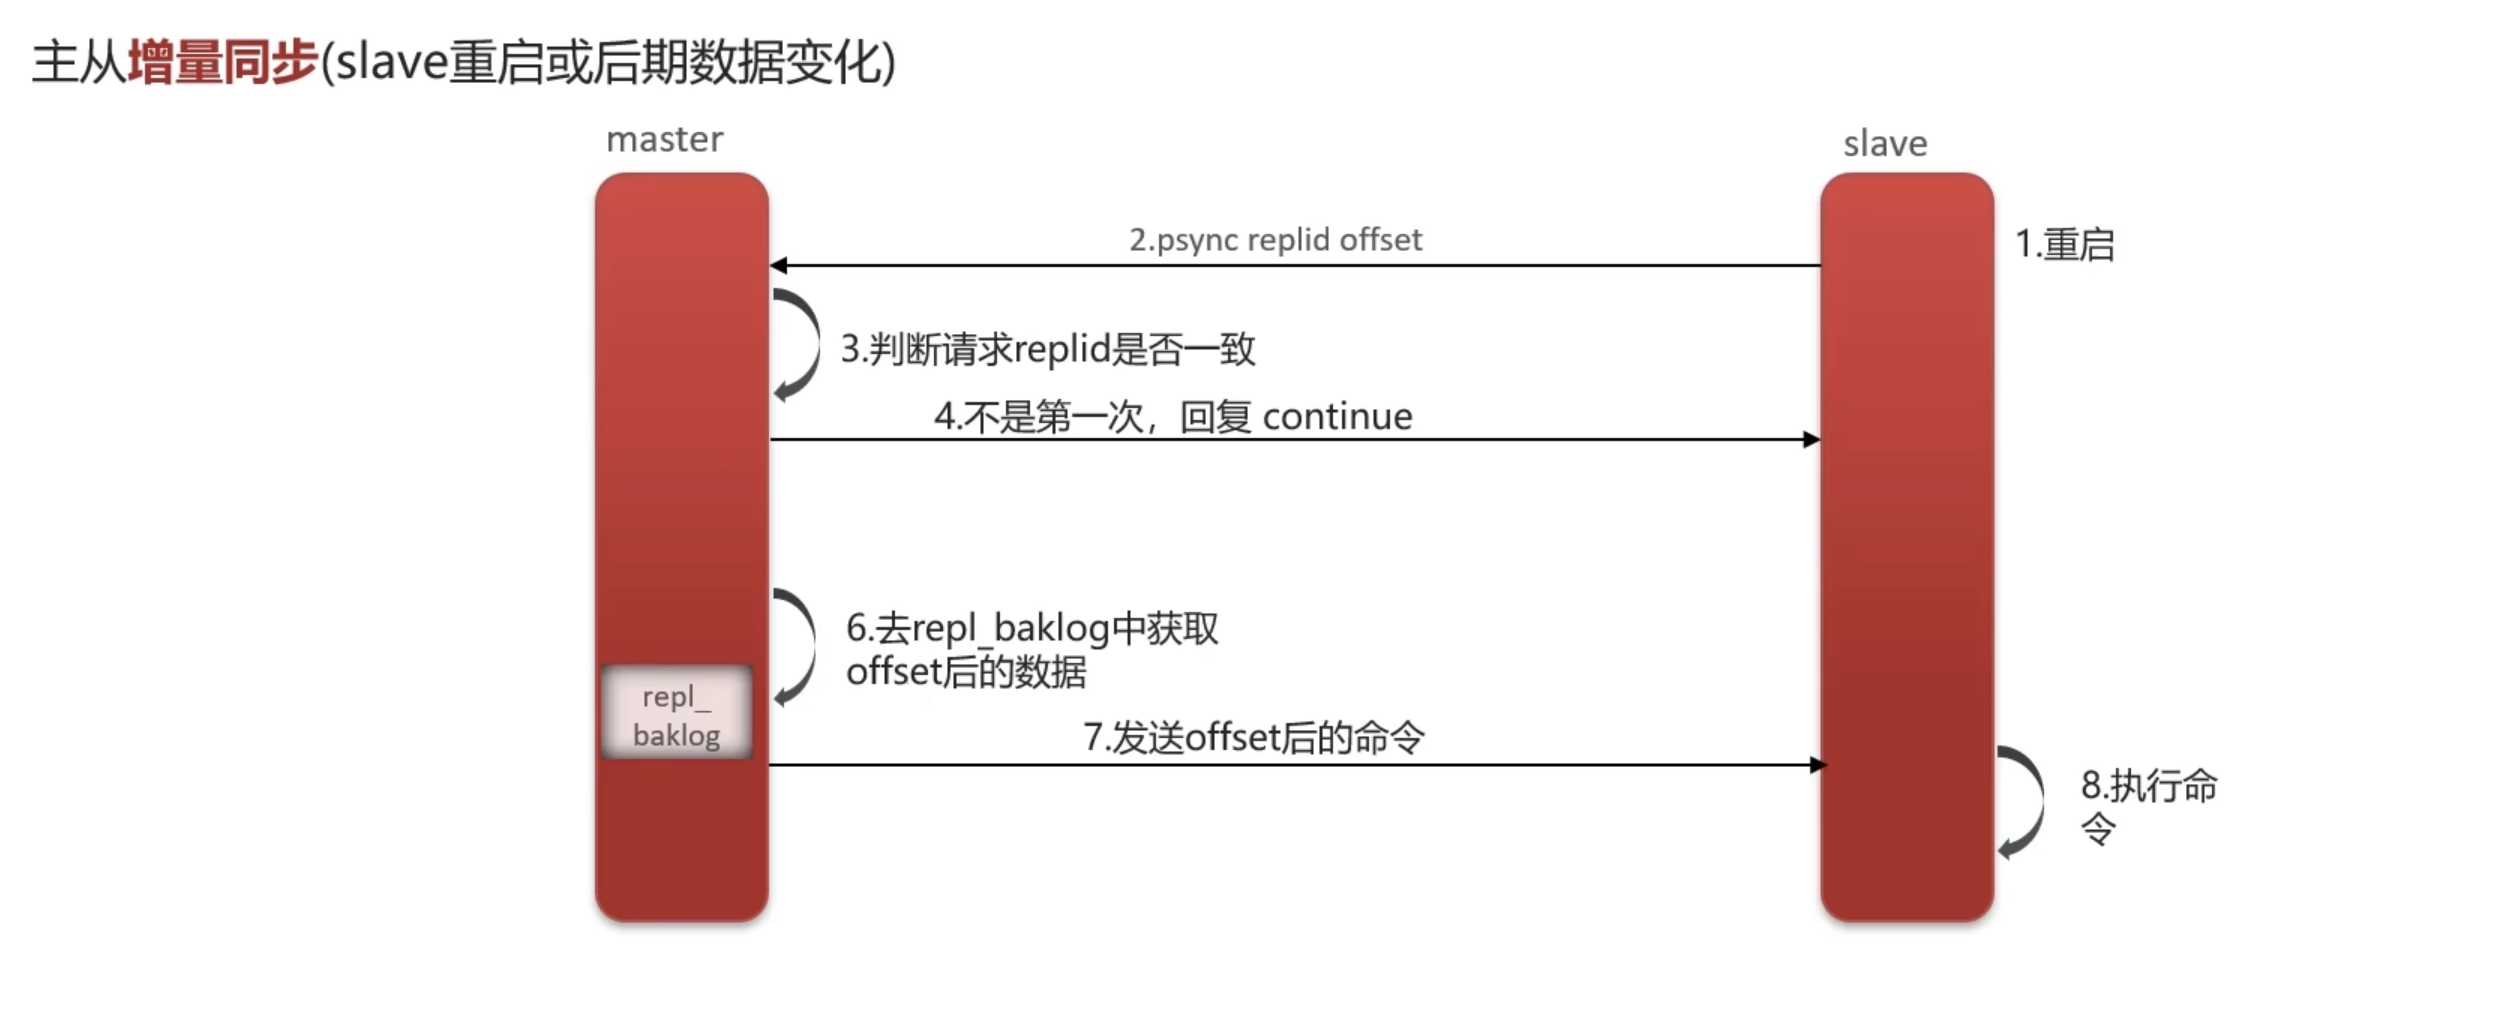 主从增量同步(slave重启或后期数据变化)
master
slave
2.psync replid offset
1.重启
3.判断请求replid是否一致
4.不是第一次，回复 continue
6.去repl_baklog中获取
offset后的数据
repl_
baklog
7.发送offset后的命令
8.执行命
令